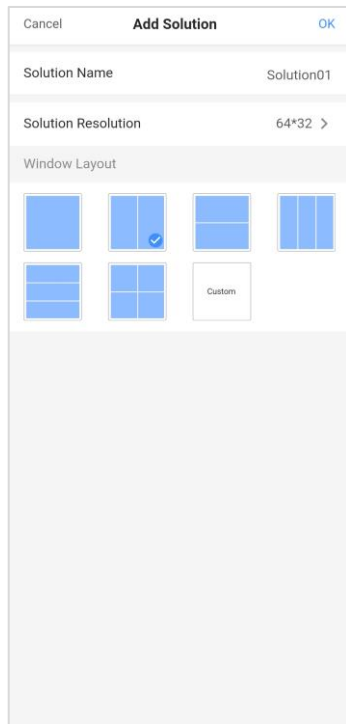 Cancel Add Solution OK
Solution Name Solution01
Solution Resolution 64*32 >
Window Layout
Custom